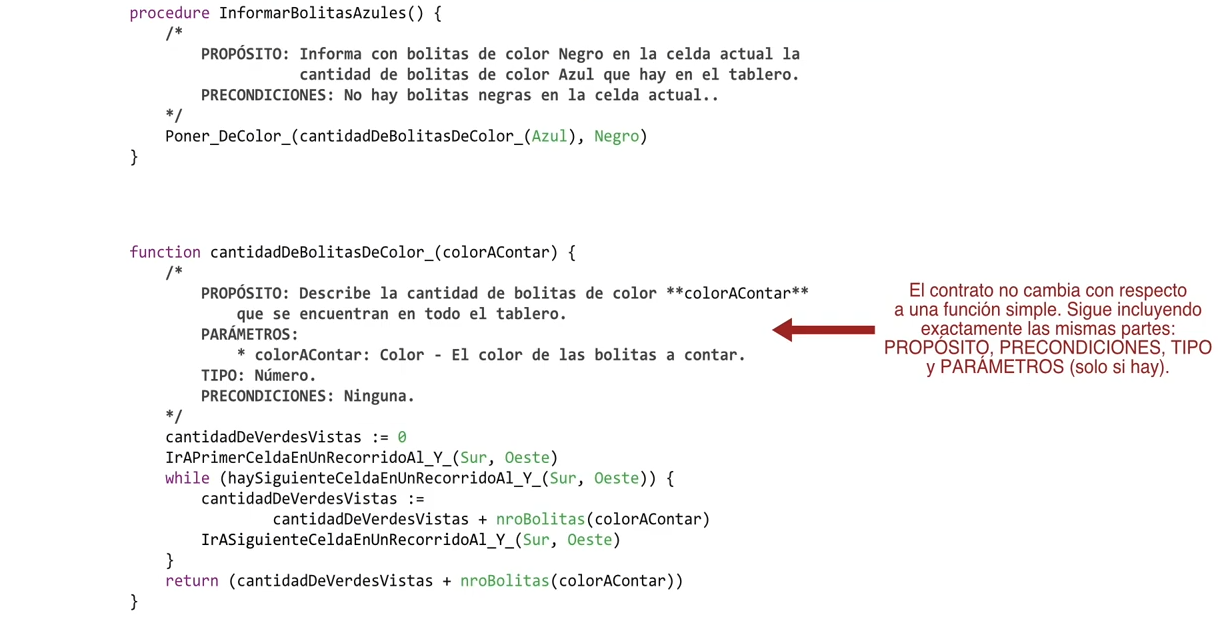 procedure InformarBolitasAzules() {
/*
PROPÓSITO: Informa con bolitas de color Negro en la celda actual la
cantidad de bolitas de color Azul que hay en el tablero.
PRECONDICIONES: No hay bolitas negras en la celda actual..
*/
Poner_DeColor_(cantidadDeBolitasDeColor_(Azul), Negro)
}
function cantidadDeBolitasDeColor_(colorAContar) {
/*
PROPÓSITO: Describe la cantidad de bolitas de color **colorAContar**
que se encuentran en todo el tablero.
PARÁMETROS:
* colorAContar: Color - El color de las bolitas a contar.
TIPO: Número.
PRECONDICIONES: Ninguna.
*/
cantidadDeVerdesVistas := 0
IrAPrimerCeldaEnUnRecorridoAl_Y_(Sur, Oeste)
while (haySiguienteCeldaEnUnRecorridoAl_Y_(Sur, Oeste)) {
cantidadDeVerdesVistas :=
cantidadDeVerdesVistas + nroBolitas(colorAContar)
IrASiguienteCeldaEnUnRecorridoAl_Y_(Sur, Oeste)
}
return (cantidadDeVerdesVistas + nroBolitas(colorAContar))
}
El contrato no cambia con respecto
a una función simple. Sigue incluyendo
exactamente las mismas partes:
PROPÓSITO, PRECONDICIONES, TIPO
y PARÁMETROS (solo si hay).